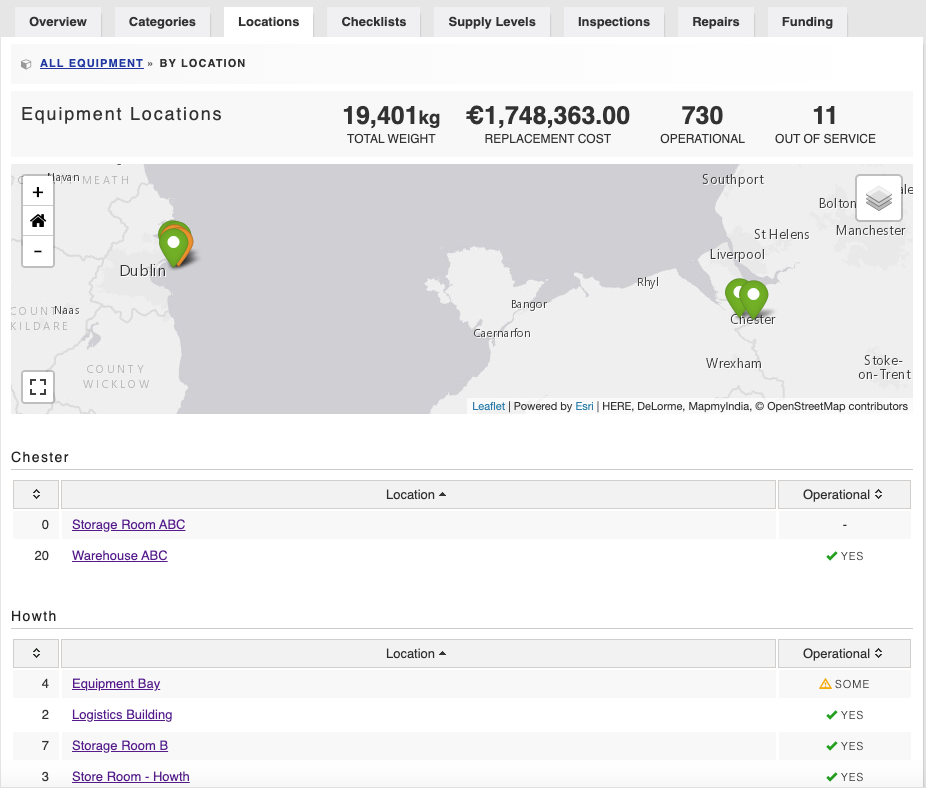 Overview Categories Locations Checklists Supply Levels Inspections Repairs Funding
ALL EQUIPMENT » BY LOCATION
Equipment Locations
19,401kg €1,748,363.00 730 11
TOTAL WEIGHT REPLACEMENT COST OPERATIONAL OUT OF SERVICE
Navan
MEATH
Southport
+
Bolton
Manchester
St Helens
−
Liverpool
Dublin
Rhyl
Bangor
COUNTY
KILDARE
Naas
Chester
Caernarfon
Wrexham
Stoke-
on-Trent
COUNTY
WICKLOW
Leaflet | Powered by Esri | HERE, DeLorme, MapmyIndia, © OpenStreetMap contributors
Chester
Location Operational
0 Storage Room ABC -
20 Warehouse ABC YES
Howth
Location Operational
4 Equipment Bay SOME
2 Logistics Building YES
7 Storage Room B YES
3 Store Room - Howth YES